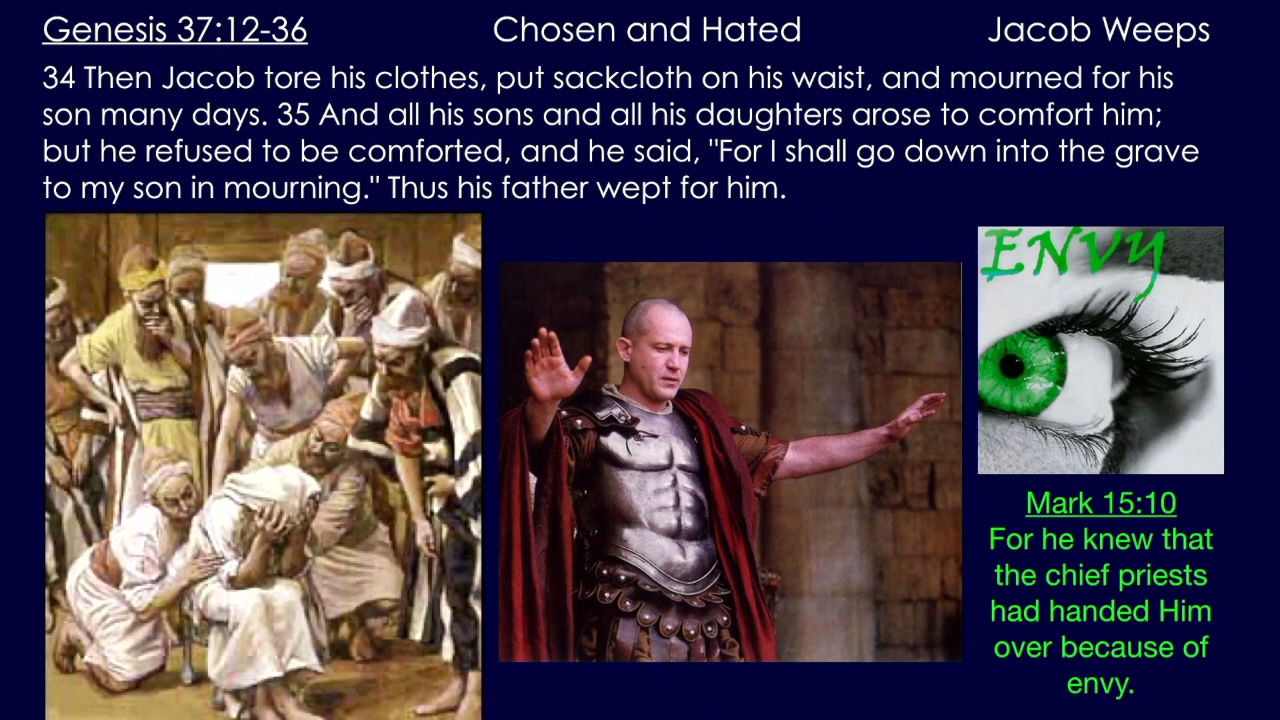 Genesis 37:12-36 Chosen and Hated Jacob Weeps
34 Then Jacob tore his clothes, put sackcloth on his waist, and mourned for his
son many days. 35 And all his sons and all his daughters arose to comfort him;
but he refused to be comforted, and he said, "For I shall go down into the grave
to my son in mourning." Thus his father wept for him.
ENVY
Mark 15:10
For he knew that
the chief priests
had handed Him
over because of
envy.